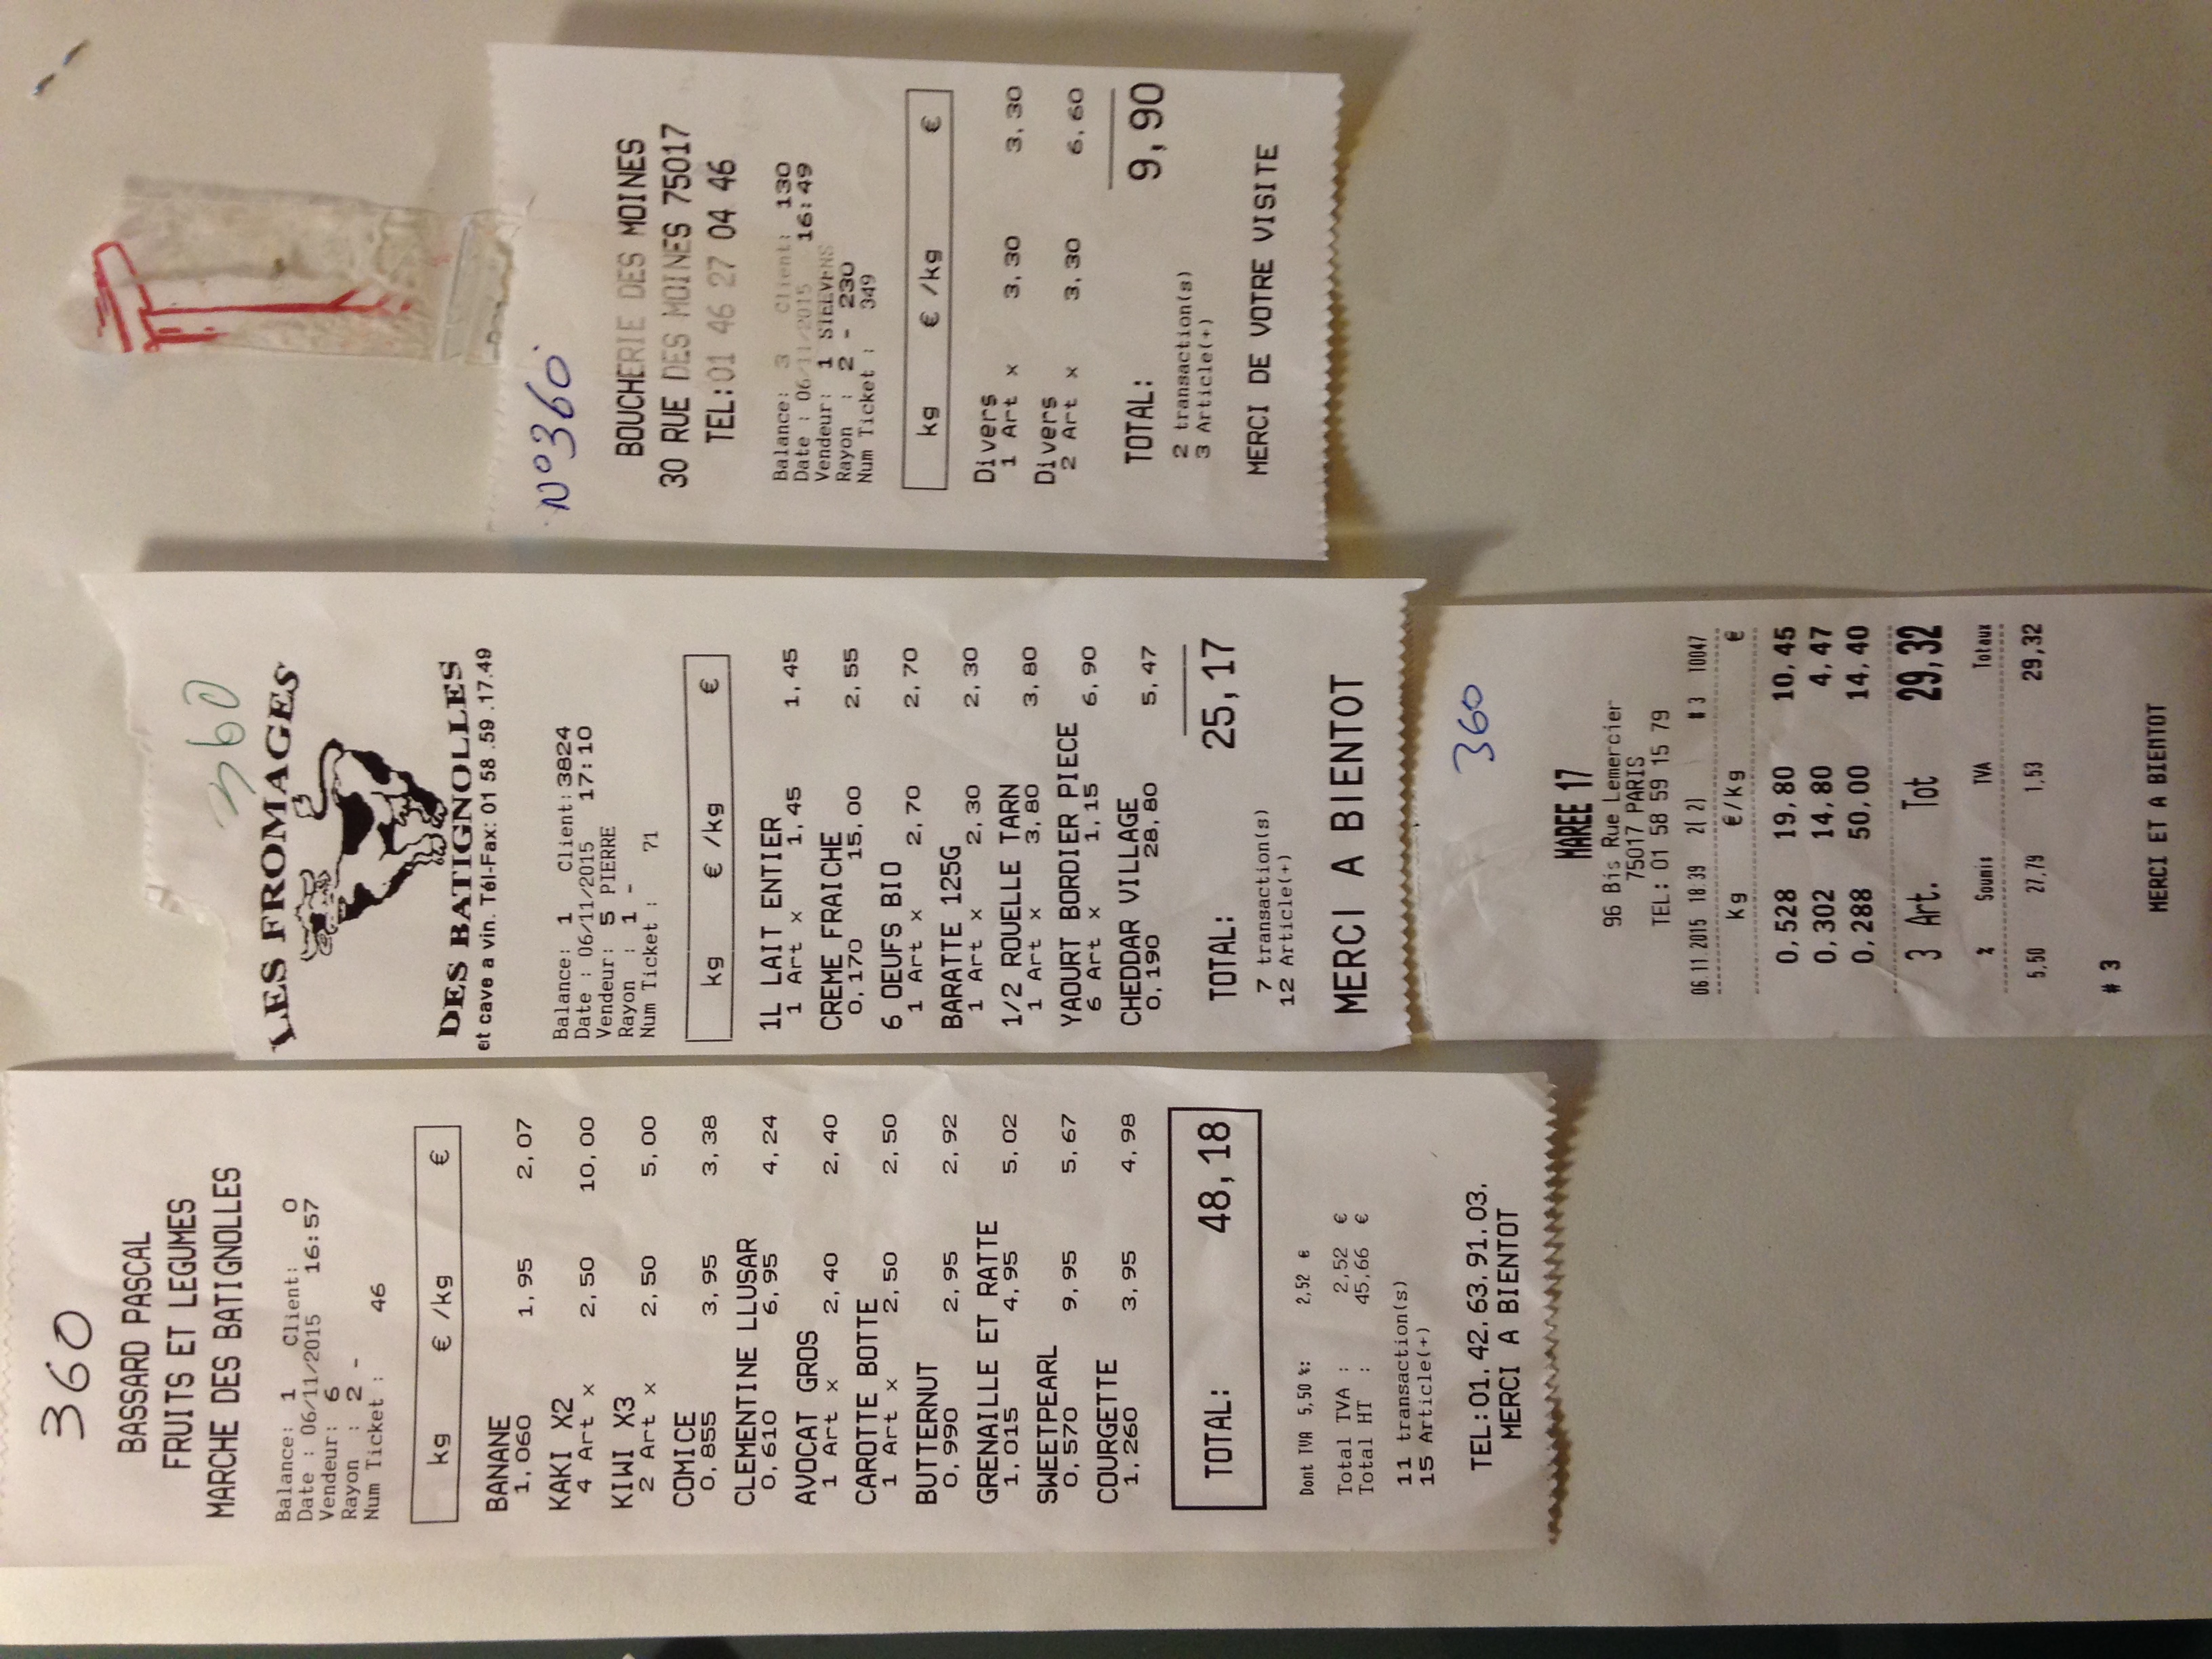 360
BASSARD PASCAL
FRUITS ET LEGUMES
MARCHE DES BATIGNOLLES
Balance: 1 Client: 0
Date : 06/11/2015 16:57
Vendeur: 6
Rayon : 2 -
Num Ticket : 46
kg € /kg €
BANANE
1,060 1,95 2,07
KAKI X2
4 Art x 2,50 10,00
KIWI X3
2 Art x 2,50 5,00
COMICE
0,855 3,95 3,38
CLEMENTINE LLUSAR
0,610 6,95 4,24
AVOCAT GROS
1 Art x 2,40 2,40
CAROTTE BOTTE
1 Art x 2,50 2,50
BUTTERNUT
0,990 2,95 2,92
GRENAILLE ET RATTE
1,015 4,95 5,02
SWEETPEARL
0,570 9,95 5,67
COURGETTE
1,260 3,95 4,98
TOTAL: 48,18
Dont TVA 5,50 %: 2,52 €
Total TVA : 2,52 €
Total HT : 45,66 €
11 transaction(s)
15 Article(+)
TEL:01.42.63.91.03.
MERCI A BIENTOT
360
LES FROMAGES
DES BATIGNOLLES
et cave a vin. Tél-Fax: 01 58 .59 .17.49
Balance: 1 Client:3824
Date : 06/11/2015 17:10
Vendeur: 5 PIERRE
Rayon : 1 -
Num Ticket : 71
kg € /kg €
1L LAIT ENTIER
1 Art x 1,45 1,45
CREME FRAICHE
0,170 15,00 2,55
6 OEUFS BIO
1 Art x 2,70 2,70
BARATTE 125G
1 Art x 2,30 2,30
1/2 ROUELLE TARN
1 Art x 3,80 3,80
YAOURT BORDIER PIECE
6 Art x 1,15 6,90
CHEDDAR VILLAGE
0,190 28,80 5,47
TOTAL: 25,17
7 transaction(s)
12 Article(+)
MERCI A BIENTOT
N°360
BOUCHERIE DES MOINES
30 RUE DES MOINES 75017
TEL:01 46 27 04 46
Balance: 3 Client: 130
Date : 06/11/2015 16:49
Vendeur: 1
Rayon : 2 - 230
Num Ticket : 349
kg € /kg €
Divers
1 Art x 3,30 3,30
Divers
2 Art x 3,30 6,60
TOTAL: 9,90
2 transaction(s)
3 Article(+)
MERCI DE VOTRE VISITE
360
MAREE 17
96 Bis Rue Lemercier
75017 PARIS
TEL: 01 58 59 15 79
06.11.2015 18:39 2( 2) # 3 T0047
kg €/kg €
0,528 19,80 10,45
0,302 14,80 4,47
0,288 50,00 14,40
3 Art. Tot 29,32
% Soumis TVA Totaux
5,50 27,79 1,53 29,32
# 3
MERCI ET A BIENTOT